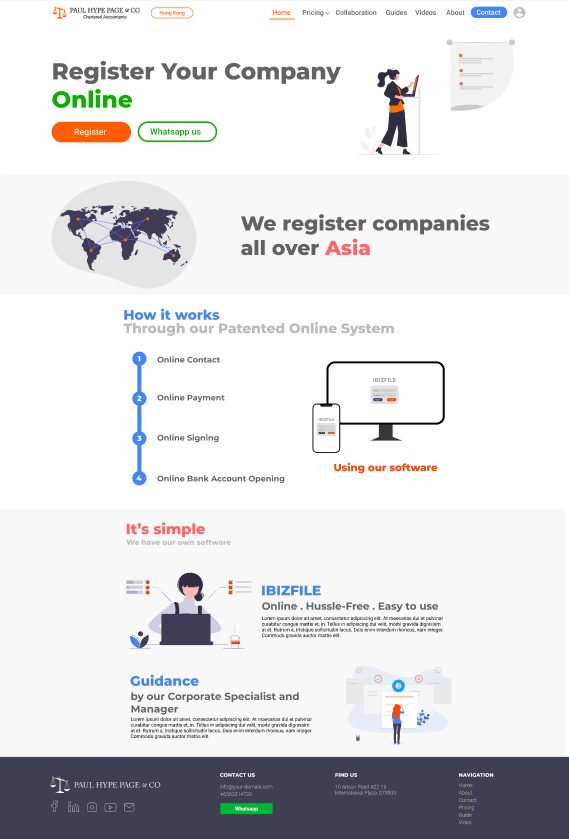 PAUL HYPE PAGE & CO
Chartered Accountants
Hong Kong
Home
Pricing
Collaboration
Guides
Videos
About
Contact
Register Your Company
Online
Register
Whatsapp us
We register companies
all over Asia
How it works
Through our Patented Online System
1 Online Contact
2 Online Payment
3 Online Signing
4 Online Bank Account Opening
IBIZFILE
IBIZFILE
Using our software
It's simple
We have our own software
IBIZFILE
Online . Hussle-Free . Easy to use
Lorem ipsum dolor sit amet, consectetur adipiscing elit. At maecenas dui et pulvinar
curabitur congue mattis et, in. Tellus in adipiscing dui velit, morbi gravida dignissim
at et. Rutrum a, tristique sollicitudin lacus. Duis enim interdum rhoncus, nam integer.
Commodo gravida auctor mattis enim
Guidance
by our Corporate Specialist and
Manager
Lorem ipsum dolor sit amet, consectetur adipiscing elit. At maecenas dui et pulvinar
curabitur congue mattis et, in. Tellus in adipiscing dui velit, morbi gravida dignissim
at et. Rutrum a, tristique sollicitudin lacus. Duis enim interdum rhoncus, nam integer.
Commodo gravida auctor mattis enim
PAUL HYPE PAGE & CO
CONTACT US
info@your-domain.com
+6563214733
Whatsapp
FIND US
10 Anson Road #22-15
International Plaza, 079903
NAVIGATION
Home
About
Contact
Pricing
Guide
Video